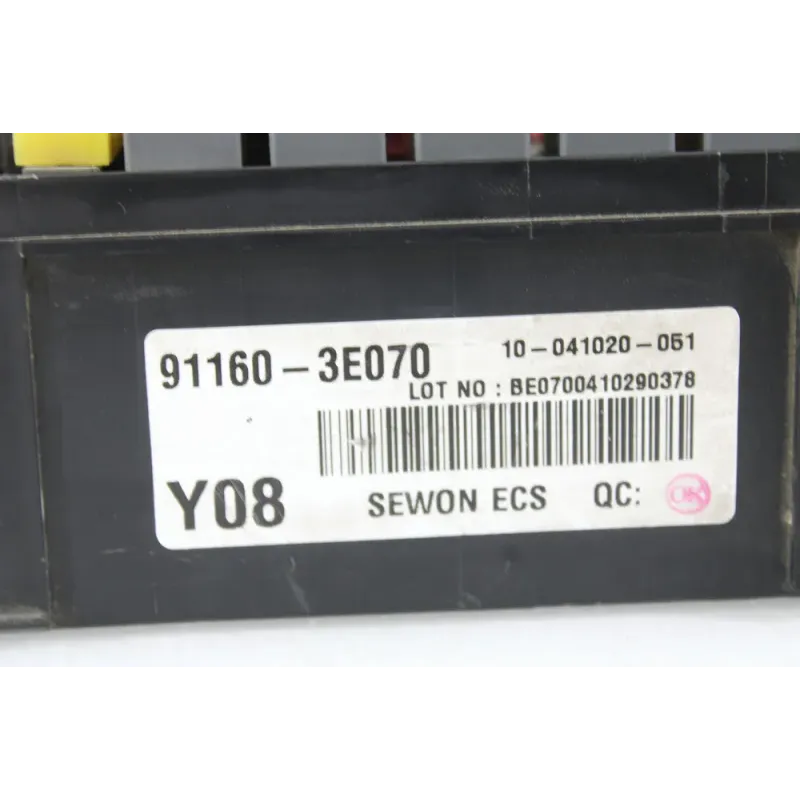 91160-3E070 10-041020-051
LOT NO : BE0700410290378
Y08 SEWON ECS QC: OK